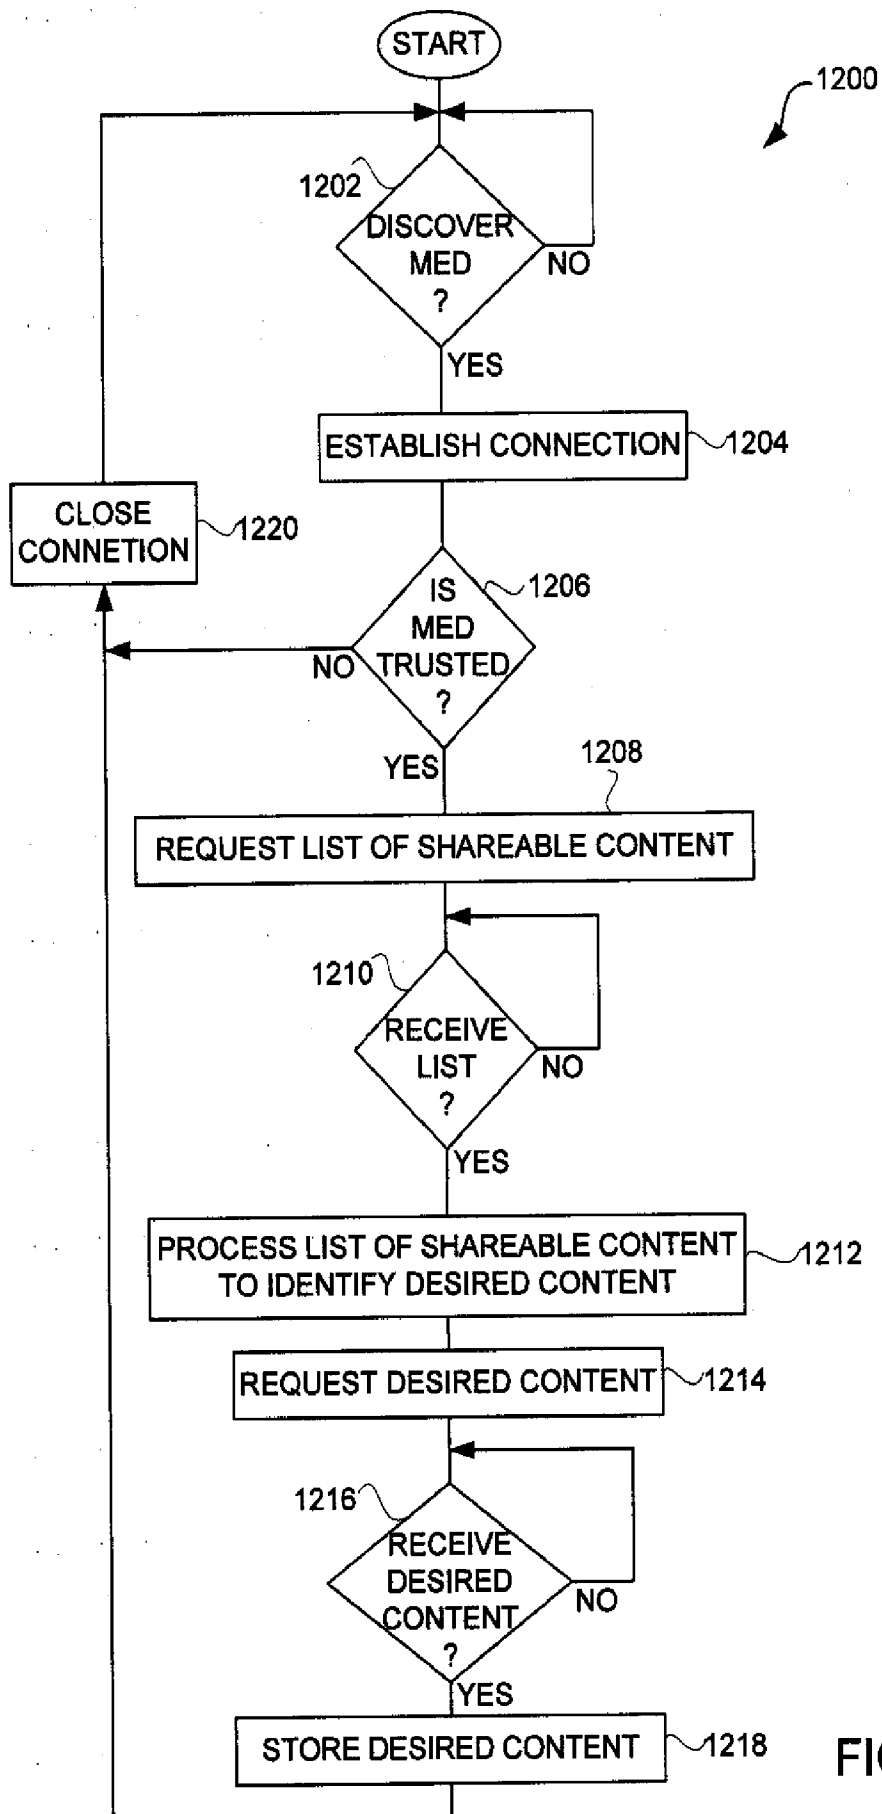 START
1200
1202
DISCOVER
MED
?
NO
YES
ESTABLISH CONNECTION
1204
CLOSE
CONNETION
1220
IS
MED
TRUSTED
?
1206
NO
YES
1208
REQUEST LIST OF SHAREABLE CONTENT
1210
RECEIVE
LIST
?
NO
YES
PROCESS LIST OF SHAREABLE CONTENT
TO IDENTIFY DESIRED CONTENT
1212
REQUEST DESIRED CONTENT
1214
1216
RECEIVE
DESIRED
CONTENT
?
NO
YES
STORE DESIRED CONTENT
1218